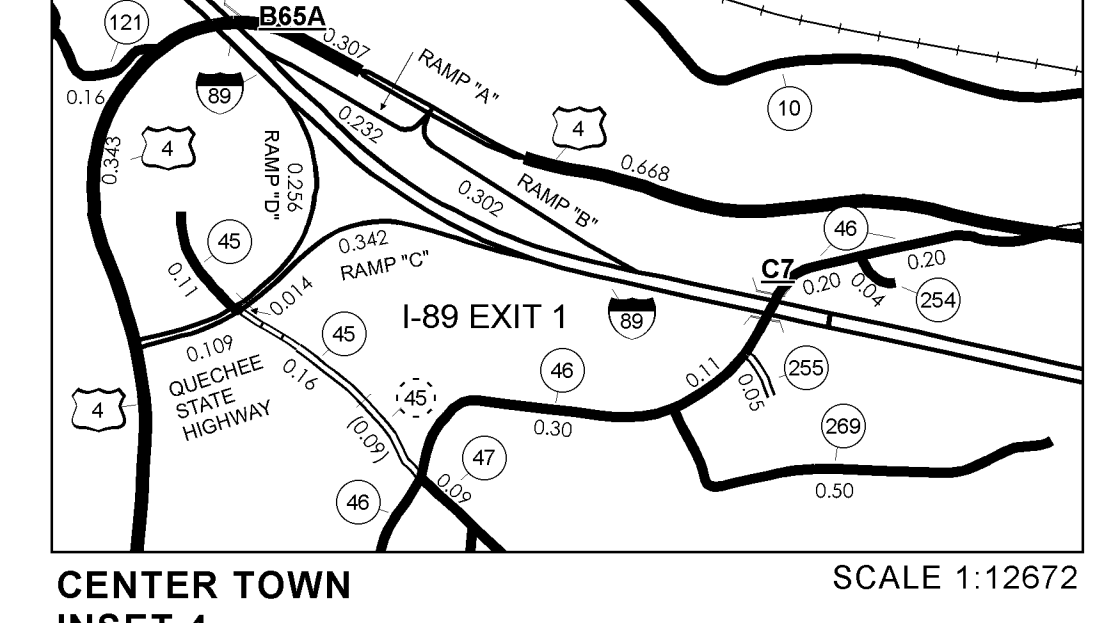 121
B65A
0.307
RAMP "A"
0.16
89
4
10
0.343
4
0.232
0.668
RAMP "D"
0.256
0.302
RAMP "B"
45
0.342
RAMP "C"
46
C7
0.20
0.20
0.04
254
0.11
0.014
I-89 EXIT 1
89
45
0.109
QUECHEE
STATE
HIGHWAY
0.16
46
0.11
0.05
255
4
45
(0.09)
0.30
269
47
0.09
0.50
46
CENTER TOWN
SCALE 1:12672
INSET 4